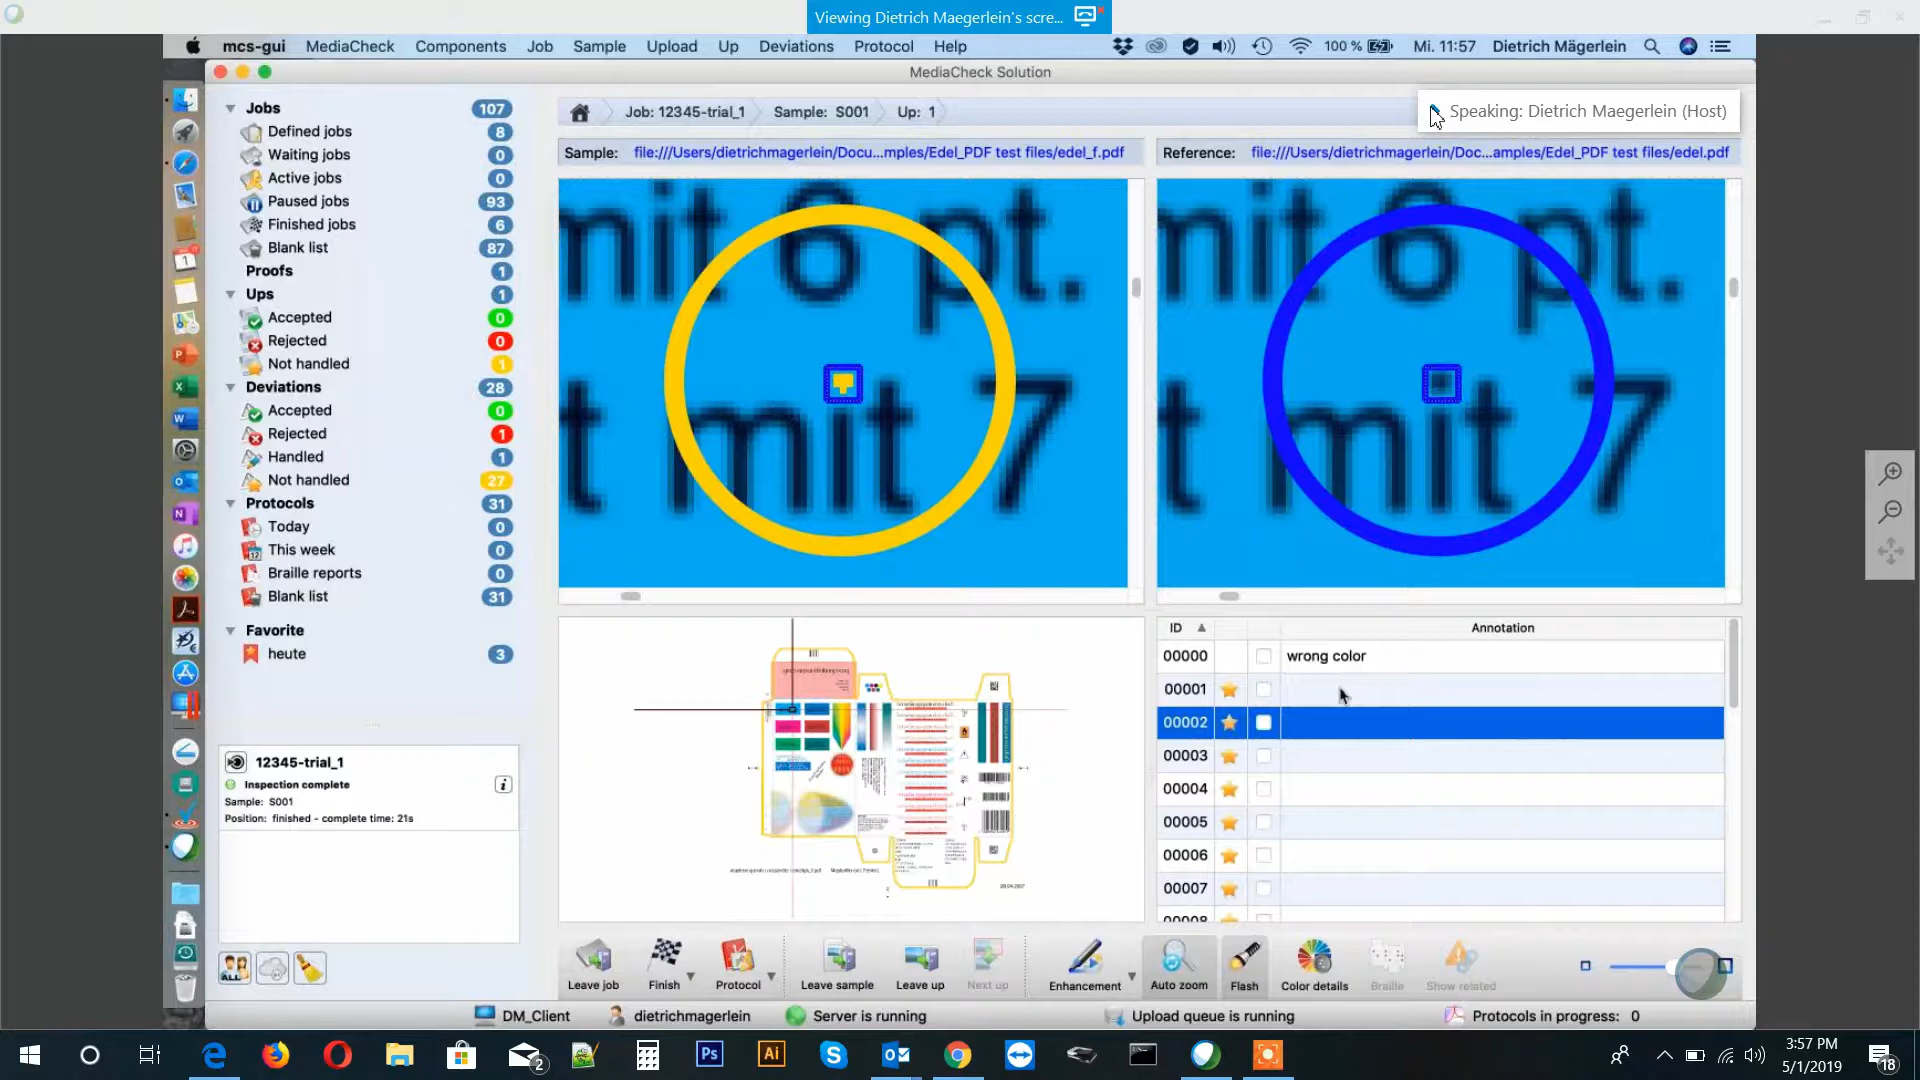 Viewing Dietrich Maegerlein's scre...
mcs-gui MediaCheck Components Job Sample Upload Up Deviations Protocol Help 100 % Mi. 11:57 Dietrich Mägerlein
MediaCheck Solution
Speaking: Dietrich Maegerlein (Host)
Jobs 107
Defined jobs 8
Waiting jobs 0
Active jobs 0
Paused jobs 93
Finished jobs 6
Blank list 87
Proofs 1
Ups 1
Accepted 0
Rejected 0
Not handled 1
Deviations 28
Accepted 0
Rejected 1
Handled 1
Not handled 27
Protocols 31
Today 0
This week 0
Braille reports 0
Blank list 31
Favorite
heute 3
12345-trial_1
Inspection complete
Sample: S001
Position: finished - complete time: 21s
Job: 12345-trial_1 Sample: S001 Up: 1
Sample: file:///Users/dietrichmagerlein/Docu...mples/Edel_PDF test files/edel_f.pdf
Reference: file:///Users/dietrichmagerlein/Doc...amples/Edel_PDF test files/edel.pdf
mit 6 pt.
t mit 7
mit 6 pt.
t mit 7
ID Annotation
00000 wrong color
00001
00002
00003
00004
00005
00006
00007
00008
Leave job Finish Protocol Leave sample Leave up Next up Enhancement Auto zoom Flash Color details Braille Show related
DM_Client dietrichmagerlein Server is running Upload queue is running Protocols in progress: 0
3:57 PM
5/1/2019
18